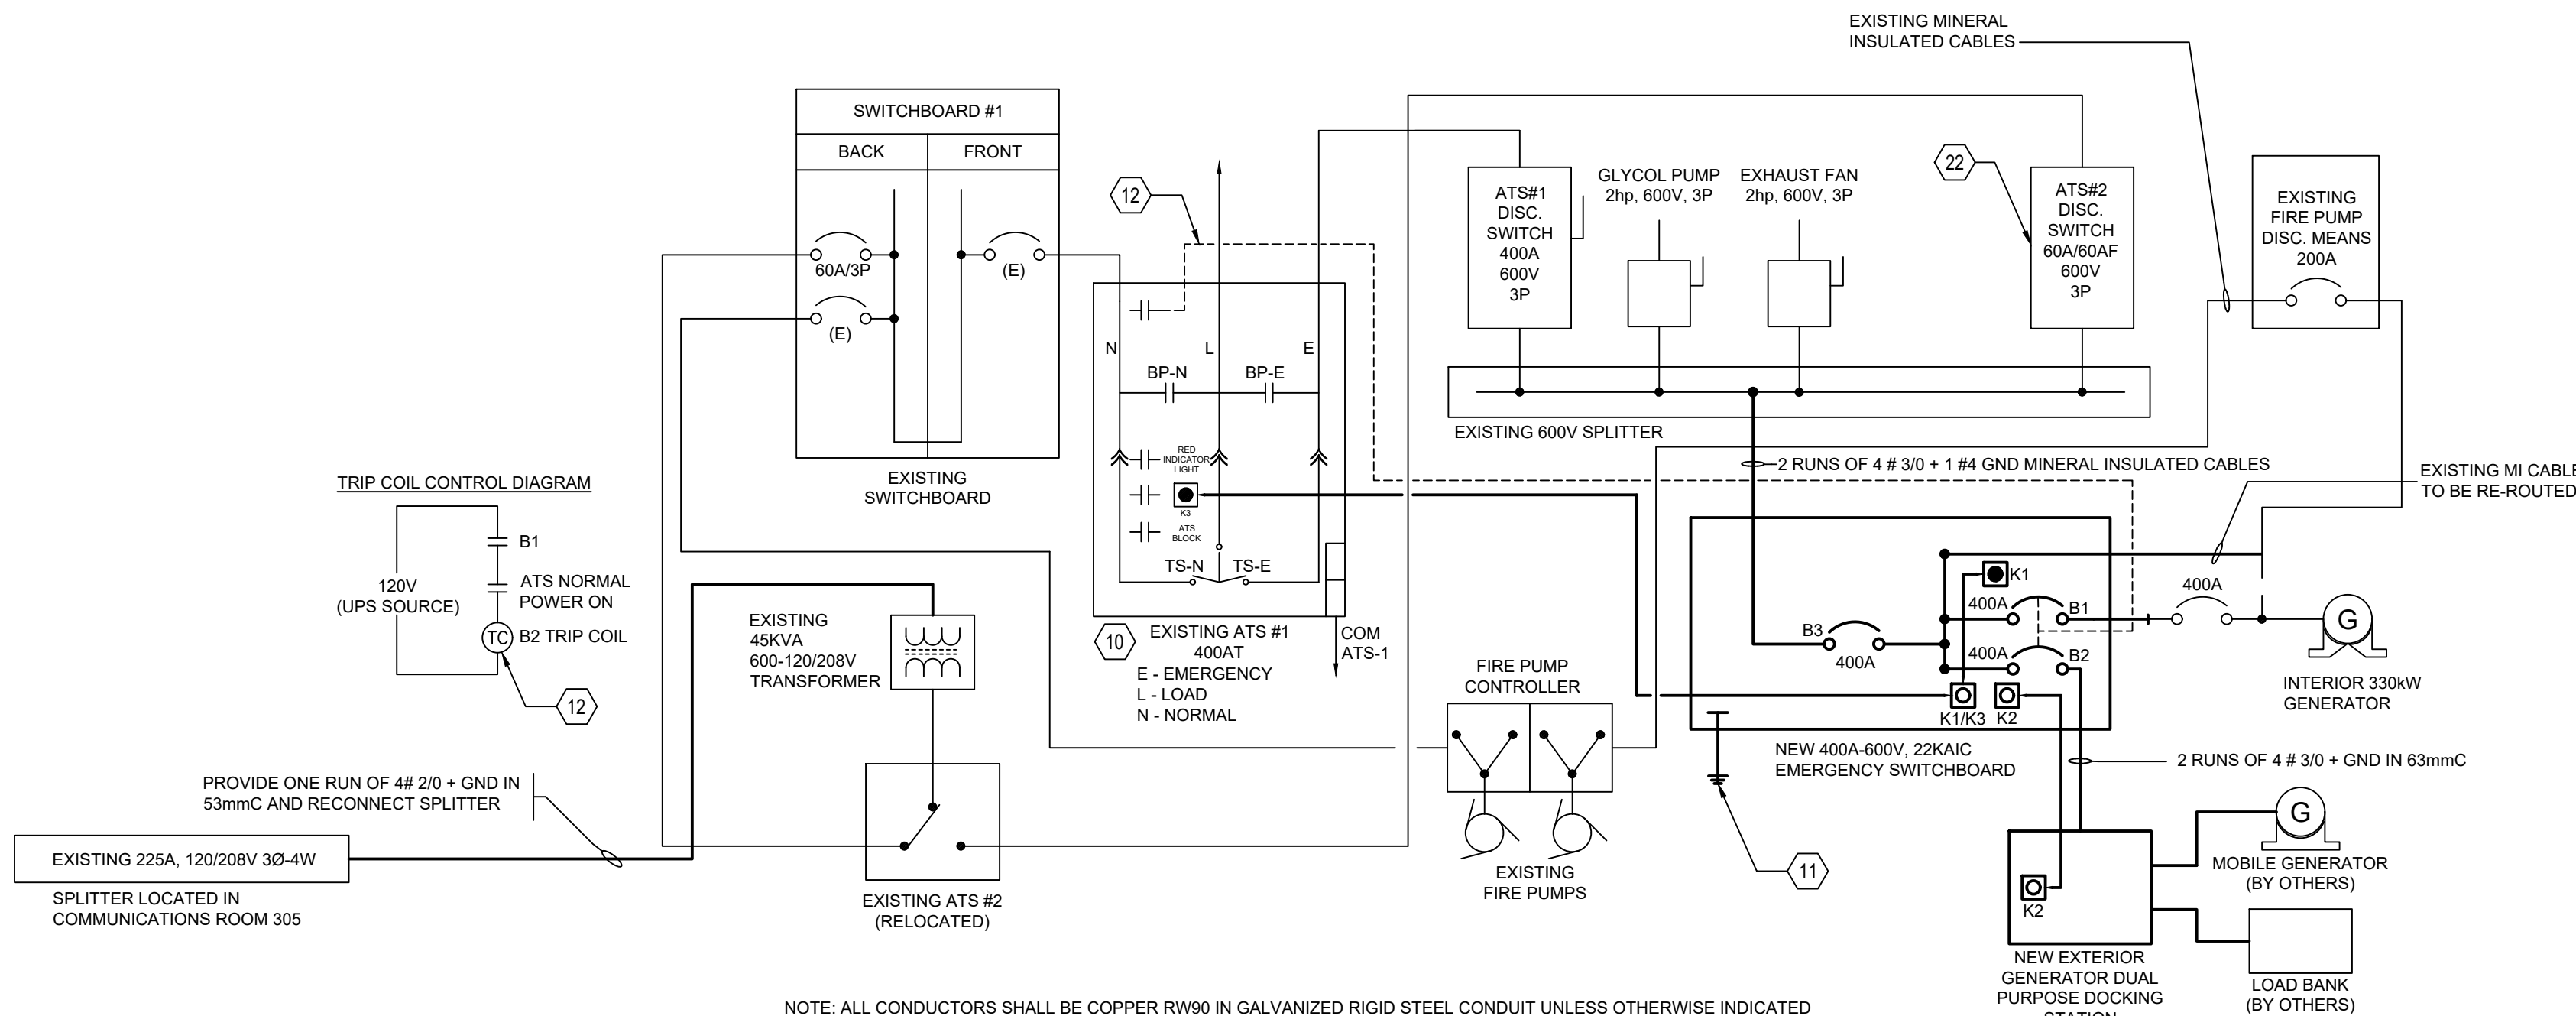 EXISTING MINERAL
INSULATED CABLES
SWITCHBOARD #1
BACK
FRONT
60A/3P
(E)
(E)
EXISTING
SWITCHBOARD
12
N
L
E
BP-N
BP-E
RED
INDICATOR
LIGHT
K3
ATS
BLOCK
TS-N
TS-E
10
EXISTING ATS #1
400AT
E - EMERGENCY
L - LOAD
N - NORMAL
COM
ATS-1
ATS#1
DISC.
SWITCH
400A
600V
3P
GLYCOL PUMP
2hp, 600V, 3P
EXHAUST FAN
2hp, 600V, 3P
22
ATS#2
DISC.
SWITCH
60A/60AF
600V
3P
EXISTING
FIRE PUMP
DISC. MEANS
200A
EXISTING 600V SPLITTER
2 RUNS OF 4 # 3/0 + 1 #4 GND MINERAL INSULATED CABLES
EXISTING MI CABLE
TO BE RE-ROUTED
TRIP COIL CONTROL DIAGRAM
B1
120V
(UPS SOURCE)
ATS NORMAL
POWER ON
TC
B2 TRIP COIL
12
EXISTING
45KVA
600-120/208V
TRANSFORMER
K1
400A
B1
B3
400A
400A
B2
K1/K3
K2
400A
G
INTERIOR 330kW
GENERATOR
FIRE PUMP
CONTROLLER
NEW 400A-600V, 22KAIC
EMERGENCY SWITCHBOARD
2 RUNS OF 4 # 3/0 + GND IN 63mmC
PROVIDE ONE RUN OF 4# 2/0 + GND IN
53mmC AND RECONNECT SPLITTER
EXISTING 225A, 120/208V 3Ø-4W
SPLITTER LOCATED IN
COMMUNICATIONS ROOM 305
EXISTING ATS #2
(RELOCATED)
EXISTING
FIRE PUMPS
11
G
MOBILE GENERATOR
(BY OTHERS)
K2
LOAD BANK
(BY OTHERS)
NEW EXTERIOR
GENERATOR DUAL
PURPOSE DOCKING
STATION
NOTE: ALL CONDUCTORS SHALL BE COPPER RW90 IN GALVANIZED RIGID STEEL CONDUIT UNLESS OTHERWISE INDICATED